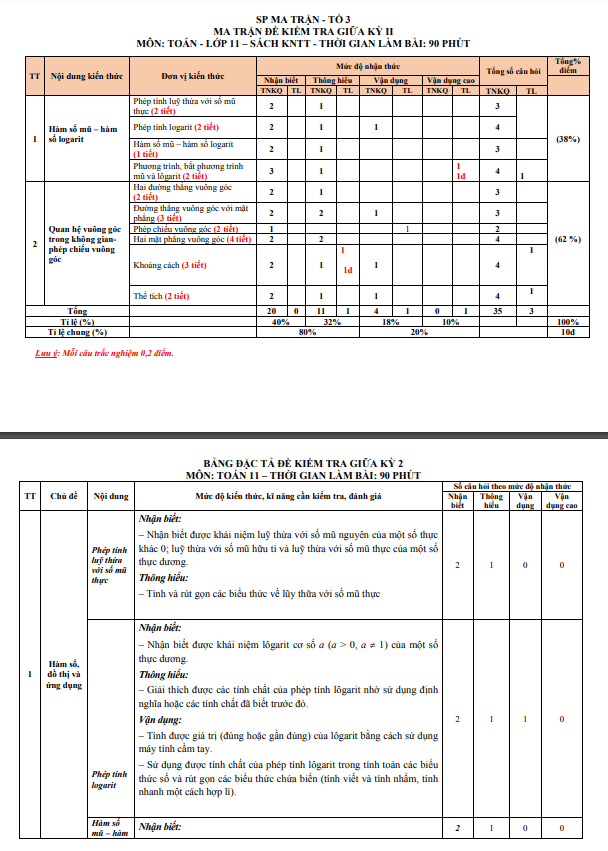 SP MA TRẬN - TỔ 3
MA TRẬN ĐỀ KIỂM TRA GIỮA KỲ II
MÔN: TOÁN - LỚP 11 – SÁCH KNTT - THỜI GIAN LÀM BÀI: 90 PHÚT
TT Nội dung kiến thức Đơn vị kiến thức Mức độ nhận thức Tổng số câu hỏi Tổng% điểm
Nhận biết Thông hiểu Vận dụng Vận dụng cao
TNKQ TL TNKQ TL TNKQ TL TNKQ TL TNKQ TL
1 Hàm số mũ – hàm số logarit (38%)
Phép tính luỹ thừa với số mũ thực (2 tiết) 2 1 3
Phép tính logarit (2 tiết) 2 1 1 4
Hàm số mũ – hàm số logarit (1 tiết) 2 1 3
Phương trình, bất phương trình mũ và lôgarit (2 tiết) 3 1 1 1đ 4 1
2 Quan hệ vuông góc trong không gian- phép chiếu vuông góc (62 %)
Hai đường thẳng vuông góc (2 tiết) 2 1 3
Đường thẳng vuông góc với mặt phẳng (3 tiết) 2 2 1 3
Phép chiếu vuông góc (2 tiết) 1 1 2
Hai mặt phẳng vuông góc (4 tiết) 2 2 4
Khoảng cách (3 tiết) 2 1 1 1đ 1 4 1
Thể tích (2 tiết) 2 1 1 4 1
Tổng 20 0 11 1 4 1 0 1 35 3
Tỉ lệ (%) 40% 32% 18% 10% 100%
Tỉ lệ chung (%) 80% 20% 10đ
Lưu ý: Mỗi câu trắc nghiệm 0,2 điểm.
BẢNG ĐẶC TẢ ĐỀ KIỂM TRA GIỮA KỲ 2
MÔN: TOÁN 11 – THỜI GIAN LÀM BÀI: 90 PHÚT
TT Chủ đề Nội dung Mức độ kiến thức, kĩ năng cần kiểm tra, đánh giá Số câu hỏi theo mức độ nhận thức
Nhận biết Thông hiểu Vận dụng Vận dụng cao
1 Hàm số, đồ thị và ứng dụng
Phép tính luỹ thừa với số mũ thực 2 1 0 0
Nhận biết:
– Nhận biết được khái niệm luỹ thừa với số mũ nguyên của một số thực
khác 0; luỹ thừa với số mũ hữu tỉ và luỹ thừa với số mũ thực của một số
thực dương.
Thông hiểu:
– Tính và rút gọn các biểu thức về lũy thừa với số mũ thực
Phép tính logarit 2 1 1 0
Nhận biết:
– Nhận biết được khái niệm lôgarit cơ số a (a > 0, a ≠ 1) của một số
thực dương.
Thông hiểu:
– Giải thích được các tính chất của phép tính lôgarit nhờ sử dụng định
nghĩa hoặc các tính chất đã biết trước đó.
Vận dụng:
– Tính được giá trị (đúng hoặc gần đúng) của lôgarit bằng cách sử dụng
máy tính cầm tay.
– Sử dụng được tính chất của phép tính lôgarit trong tính toán các biểu
thức số và rút gọn các biểu thức chứa biến (tính viết và tính nhẩm, tính
nhanh một cách hợp lí).
Hàm số mũ – hàm Nhận biết: 2 1 0 0